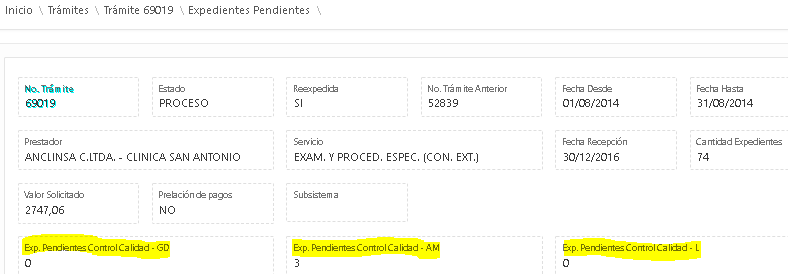 Inicio \ Trámites \ Trámite 69019 \ Expedientes Pendientes \
No. Trámite Estado Reexpedida No. Trámite Anterior Fecha Desde Fecha Hasta
69019 PROCESO SI 52839 01/08/2014 31/08/2014
Prestador Servicio Fecha Recepción Cantidad Expedientes
ANCLINSA C.LTDA. - CLINICA SAN ANTONIO EXAM. Y PROCED. ESPEC. (CON. EXT.) 30/12/2016 74
Valor Solicitado Prelación de pagos Subsistema
2747,06 NO
Exp. Pendientes Control Calidad - GD Exp. Pendientes Control Calidad - AM Exp. Pendientes Control Calidad - L
0 3 0